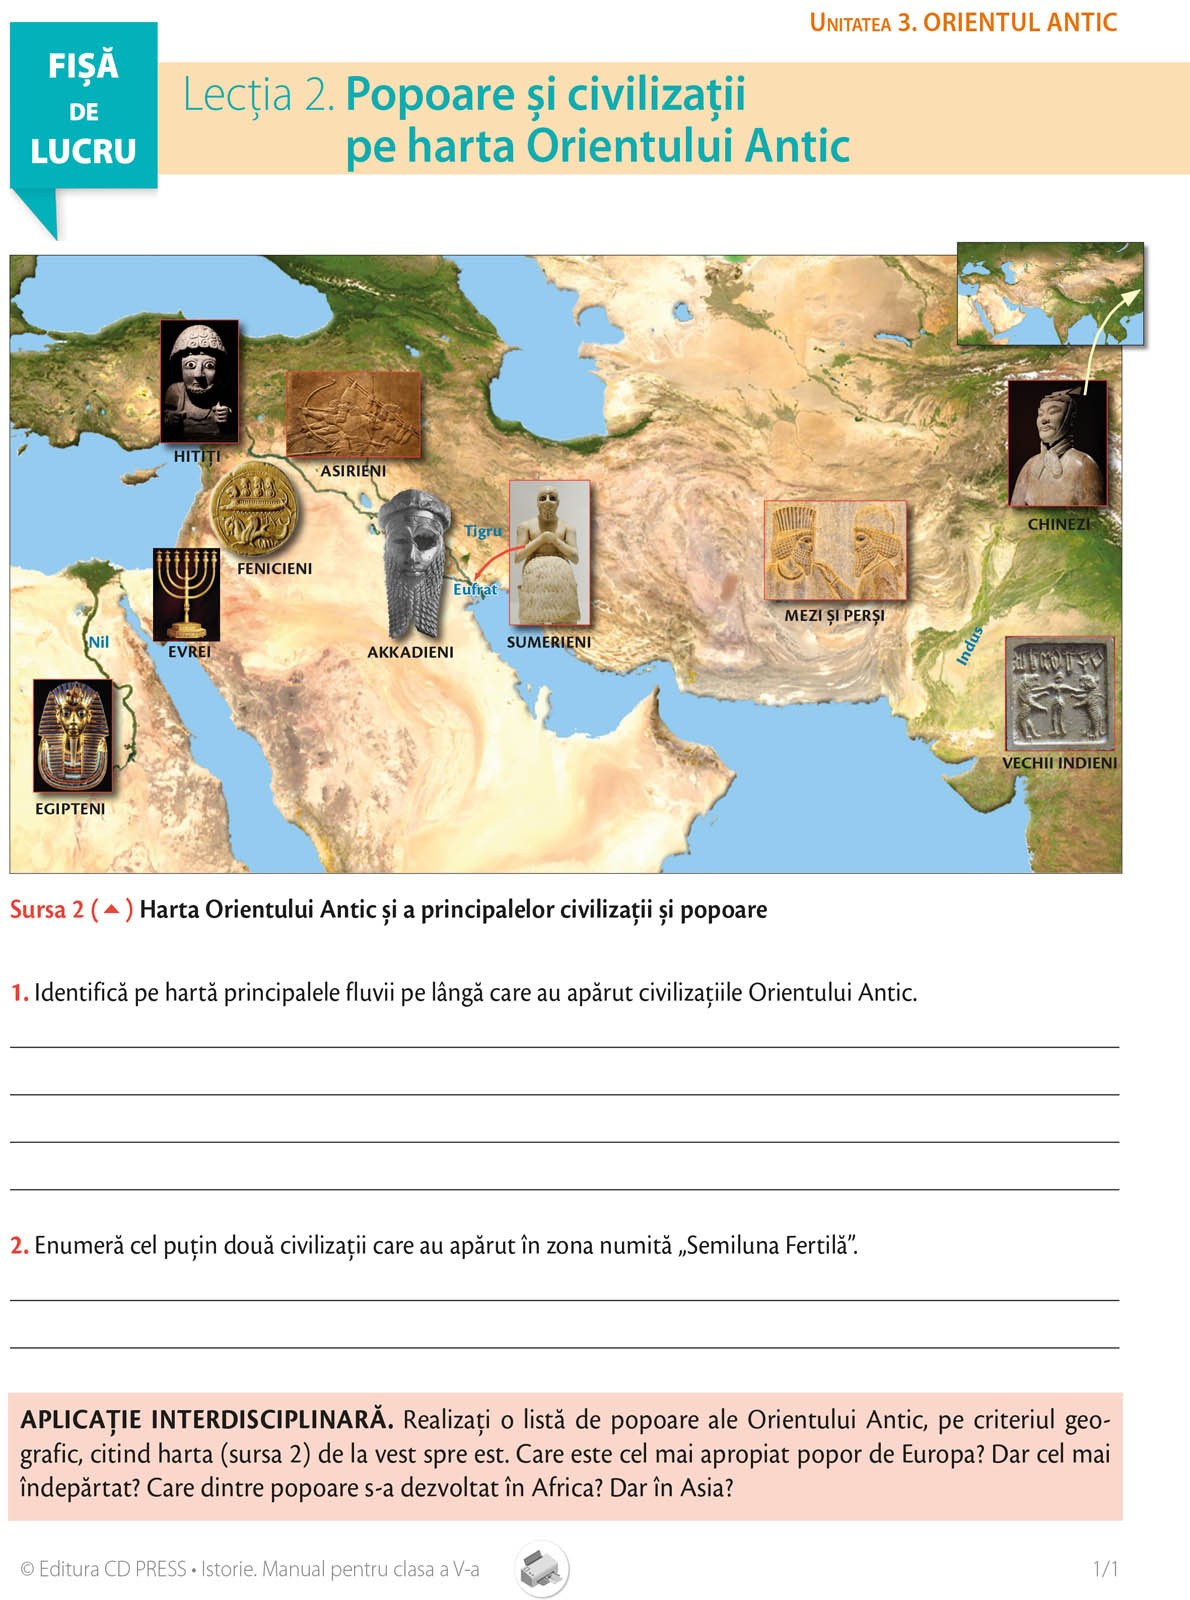 UNITATEA 3. ORIENTUL ANTIC
FIȘĂ
DE
LUCRU
Lecția 2. Popoare și civilizații
pe harta Orientului Antic
HITIȚI
ASIRIENI
CHINEZI
Tigru
FENICIENI
Eufrat
MEZI ȘI PERȘI
Nil
EVREI
AKKADIENI
SUMERIENI
Indus
VECHII INDIENI
EGIPTENI
Sursa 2 ( ) Harta Orientului Antic și a principalelor civilizații și popoare
1. Identifică pe hartă principalele fluvii pe lângă care au apărut civilizațiile Orientului Antic.
2. Enumeră cel puțin două civilizații care au apărut în zona numită „Semiluna Fertilă”.
APLICAȚIE INTERDISCIPLINARĂ. Realizați o listă de popoare ale Orientului Antic, pe criteriul geo-
grafic, citind harta (sursa 2) de la vest spre est. Care este cel mai apropiat popor de Europa? Dar cel mai
îndepărtat? Care dintre popoare s-a dezvoltat în Africa? Dar în Asia?
© Editura CD PRESS • Istorie. Manual pentru clasa a V-a
1/1